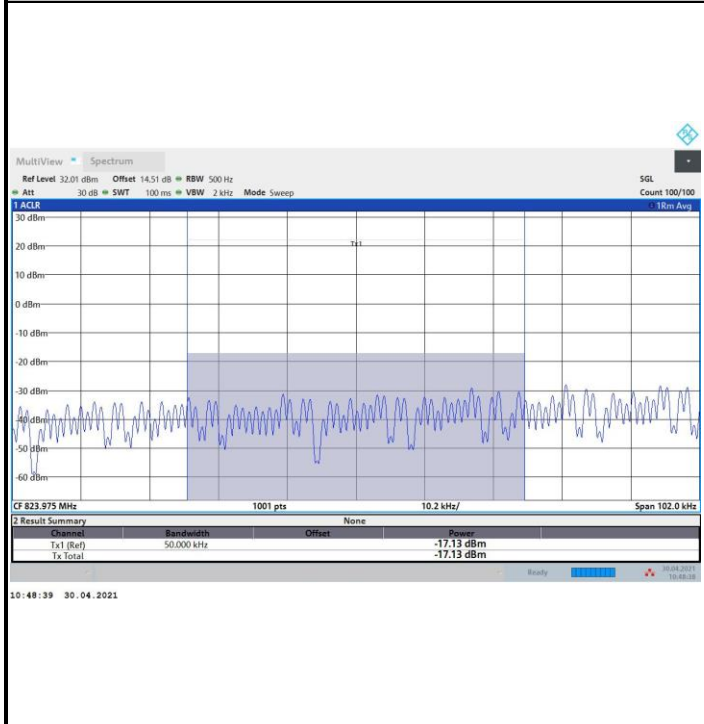 MultiView Spectrum
Ref Level 32.01 dBm Offset 14.51 dB RBW 500 Hz SGL
Att 30 dB SWT 100 ms VBW 2 kHz Mode Sweep Count 100/100
1 ACLR 1Rm Avg
30 dBm
Tx1
20 dBm
10 dBm
0 dBm
-10 dBm
-20 dBm
-30 dBm
-40 dBm
-50 dBm
-60 dBm
CF 823.975 MHz 1001 pts 10.2 kHz/ Span 102.0 kHz
2 Result Summary None
Channel Bandwidth Offset Power
Tx1 (Ref) 50.000 kHz -17.13 dBm
Tx Total -17.13 dBm
Ready 30.04.2021
10:48:38
10:48:39 30.04.2021